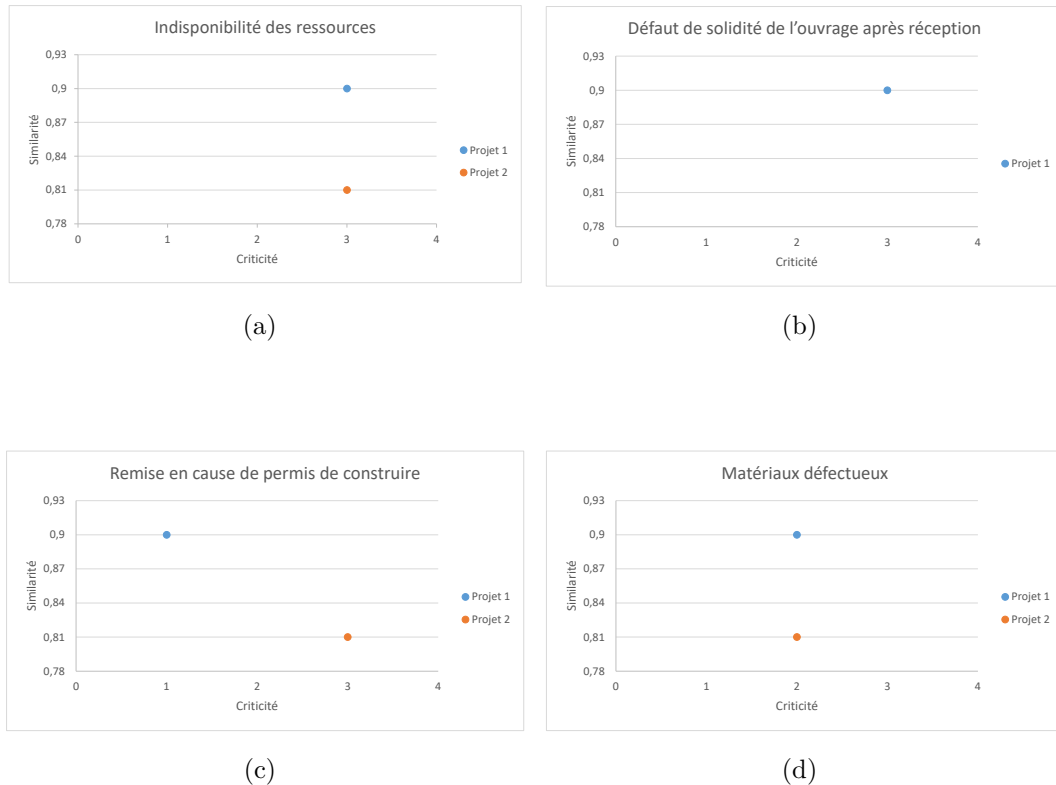 Indisponibilité des ressources
0,93
0,9
0,87
0,84
0,81
0,78
Similarité
0 1 2 3 4
Criticité
Projet 1
Projet 2
(a)
Défaut de solidité de l'ouvrage après réception
0,93
0,9
0,87
0,84
0,81
0,78
Similarité
0 1 2 3 4
Criticité
Projet 1
(b)
Remise en cause de permis de construire
0,93
0,9
0,87
0,84
0,81
0,78
Similarité
0 1 2 3 4
Criticité
Projet 1
Projet 2
(c)
Matériaux défectueux
0,93
0,9
0,87
0,84
0,81
0,78
Similarité
0 1 2 3 4
Criticité
Projet 1
Projet 2
(d)